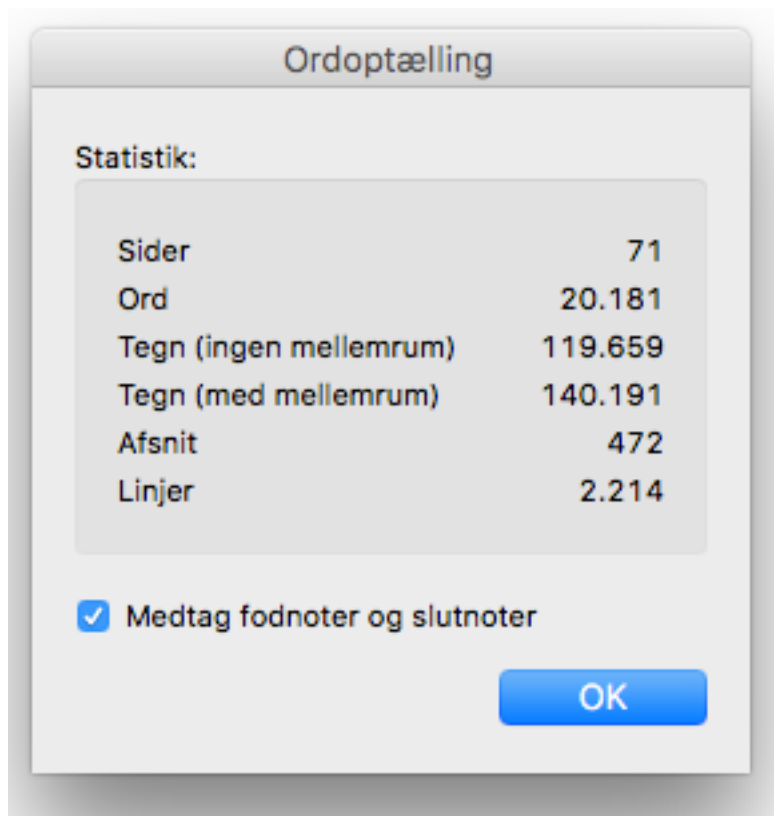 Ordoptælling
Statistik:
Sider 71
Ord 20.181
Tegn (ingen mellemrum) 119.659
Tegn (med mellemrum) 140.191
Afsnit 472
Linjer 2.214
Medtag fodnoter og slutnoter
OK